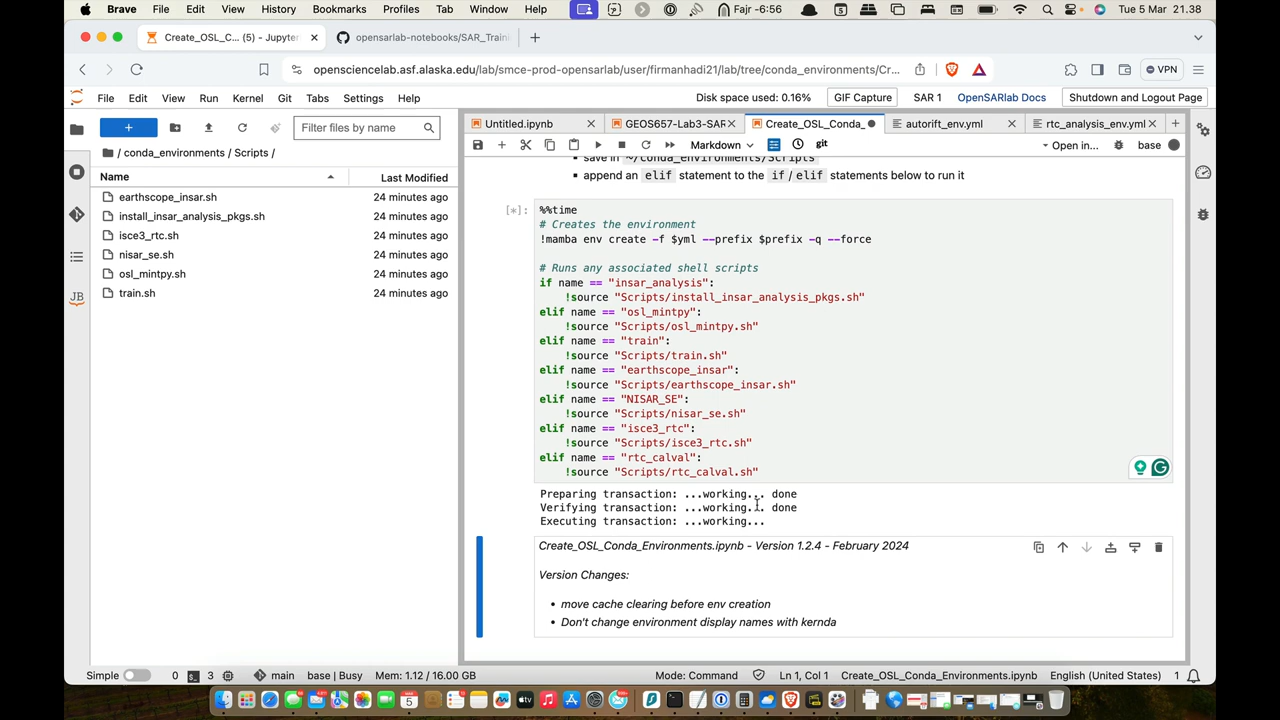 Brave File Edit View History Bookmarks Profiles Tab Window Help Fajr -6:56 Tue 5 Mar 21.38
Create_OSL_C... (5) - Jupyter opensarlab-notebooks/SAR_Traini
opensciencelab.asf.alaska.edu/lab/smce-prod-opensarlab/user/firmanhadi21/lab/tree/conda_environments/Cr... VPN
File Edit View Run Kernel Git Tabs Settings Help Disk space used: 0.16% GIF Capture SAR 1 OpenSARlab Docs Shutdown and Logout Page
Filter files by name
Untitled.ipynb GEOS657-Lab3-SAR Create_OSL_Conda_ autorift_env.yml rtc_analysis_env.yml
Markdown git Open in... base
/ conda_environments / Scripts /
Name Last Modified
earthscope_insar.sh 24 minutes ago
install_insar_analysis_pkgs.sh 24 minutes ago
isce3_rtc.sh 24 minutes ago
nisar_se.sh 24 minutes ago
osl_mintpy.sh 24 minutes ago
train.sh 24 minutes ago
JB
save in ~/conda_environments/Scripts
append an elif statement to the if / elif statements below to run it
[*]: %%time
# Creates the environment
!mamba env create -f $yml --prefix $prefix -q --force
# Runs any associated shell scripts
if name == "insar_analysis":
!source "Scripts/install_insar_analysis_pkgs.sh"
elif name == "osl_mintpy":
!source "Scripts/osl_mintpy.sh"
elif name == "train":
!source "Scripts/train.sh"
elif name == "earthscope_insar":
!source "Scripts/earthscope_insar.sh"
elif name == "NISAR_SE":
!source "Scripts/nisar_se.sh"
elif name == "isce3_rtc":
!source "Scripts/isce3_rtc.sh"
elif name == "rtc_calval":
!source "Scripts/rtc_calval.sh"
Preparing transaction: ...working... done
Verifying transaction: ...working... done
Executing transaction: ...working...
Create_OSL_Conda_Environments.ipynb - Version 1.2.4 - February 2024
Version Changes:
move cache clearing before env creation
Don't change environment display names with kernda
Simple 0 3 main base | Busy Mem: 1.12 / 16.00 GB Mode: Command Ln 1, Col 1 Create_OSL_Conda_Environments.ipynb English (United States) 1